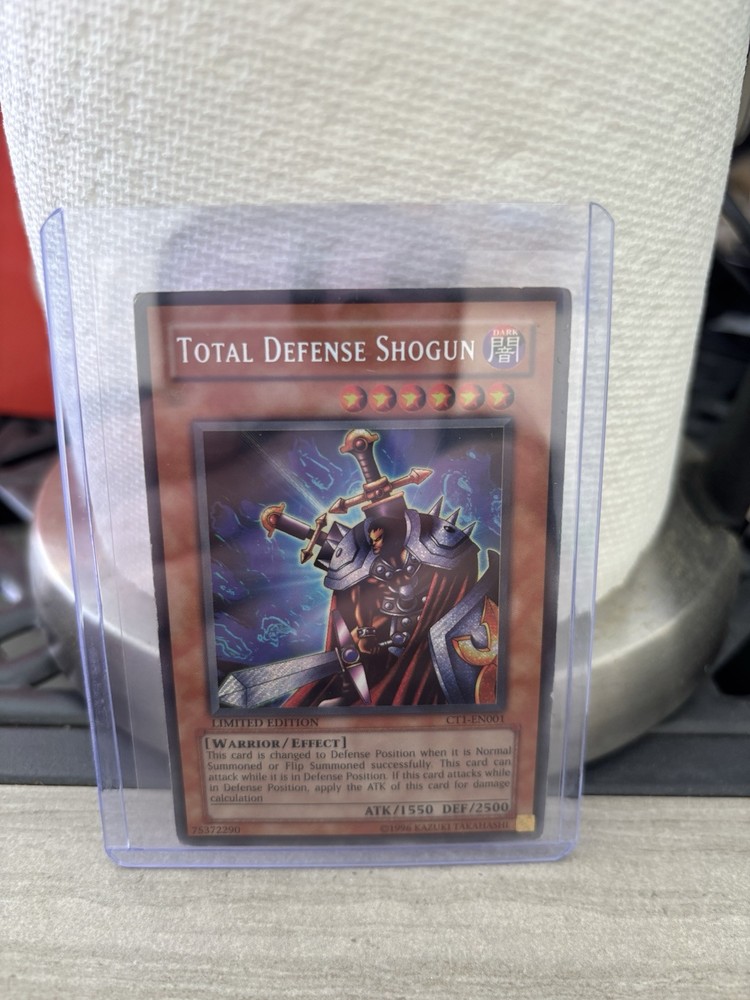 TOTAL DEFENSE SHOGUN
DARK
闇
LIMITED EDITION
CT1-EN001
[WARRIOR/EFFECT]
This card is changed to Defense Position when it is Normal
Summoned or Flip Summoned successfully. This card can
attack while it is in Defense Position. If this card attacks while
in Defense Position, apply the ATK of this card for damage
calculation
ATK/1550 DEF/2500
75372290
©1996 KAZUKI TAKAHASHI